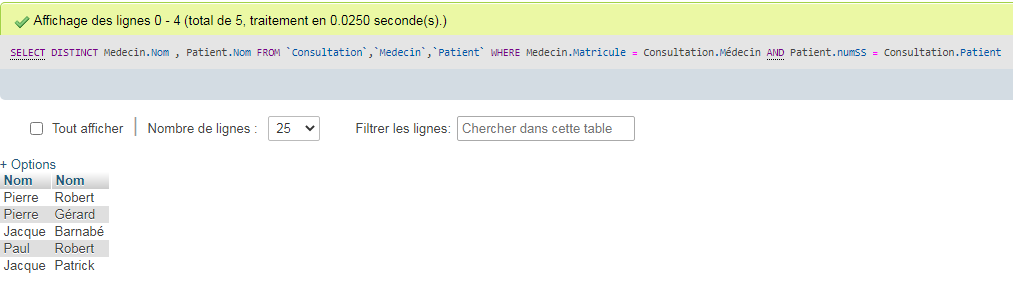 Affichage des lignes 0 - 4 (total de 5, traitement en 0.0250 seconde(s).)
SELECT DISTINCT Medecin.Nom , Patient.Nom FROM `Consultation`,`Medecin`,`Patient` WHERE Medecin.Matricule = Consultation.Médecin AND Patient.numSS = Consultation.Patient
Tout afficher Nombre de lignes : 25 Filtrer les lignes: Chercher dans cette table
+ Options
Nom Nom
Pierre Robert
Pierre Gérard
Jacque Barnabé
Paul Robert
Jacque Patrick